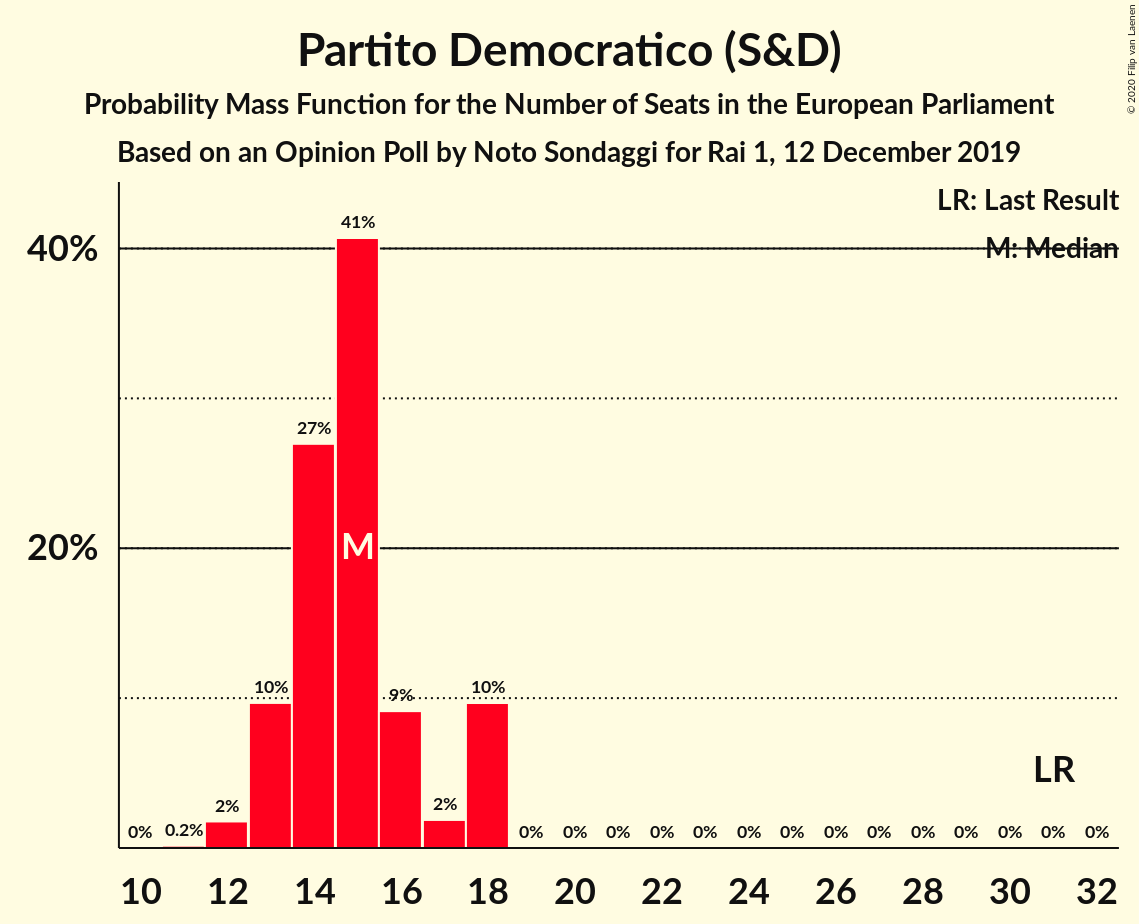 Partito Democratico (S&D)
Probability Mass Function for the Number of Seats in the European Parliament
Based on an Opinion Poll by Noto Sondaggi for Rai 1, 12 December 2019
© 2020 Filip van Laenen
LR: Last Result
M: Median
40%
20%
41%
27%
M
10%
9%
10%
LR
0% 0.2% 2% 2% 0% 0% 0% 0% 0% 0% 0% 0% 0% 0% 0% 0% 0% 0%
10 12 14 16 18 20 22 24 26 28 30 32